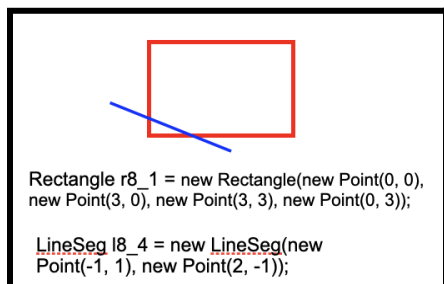 Rectangle r8_1 = new Rectangle(new Point(0, 0),
new Point(3, 0), new Point(3, 3), new Point(0, 3));
LineSeg l8_4 = new LineSeg(new
Point(-1, 1), new Point(2, -1));